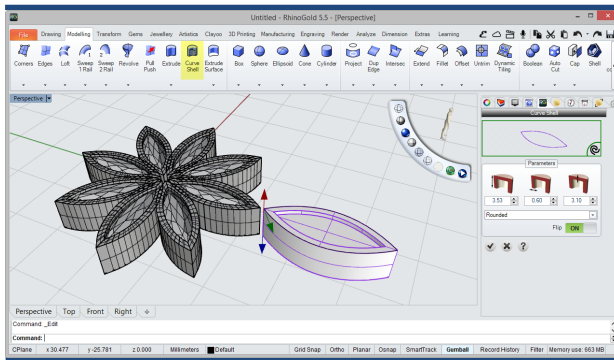 Untitled - RhinoGold 5.5 - [Perspective]
File Drawing Modelling Transform Gems Jewellery Artistics Clayoo 3D Printing Manufacturing Engraving Render Analyze Dimension Extras Learning
Corners Edges Loft Sweep 1 Rail Sweep 2 Rail Revolve Pull Push Extrude Curve Shell Extrude Surface Box Sphere Ellipsoid Cone Cylinder Project Dup Edge Intersec Extend Fillet Offset Untrim Dynamic Tiling Boolean Auto Cut Cap Shell
Perspective
Curve Shell
Parameters
3.53 0.60 3.10
Rounded
Flip ON
Perspective Top Front Right
Command: _Edit
Command:
CPlane x 30.477 y -25.781 z 0.000 Millimeters Default Grid Snap Ortho Planar Osnap SmartTrack Gumball Record History Filter Memory use: 663 MB